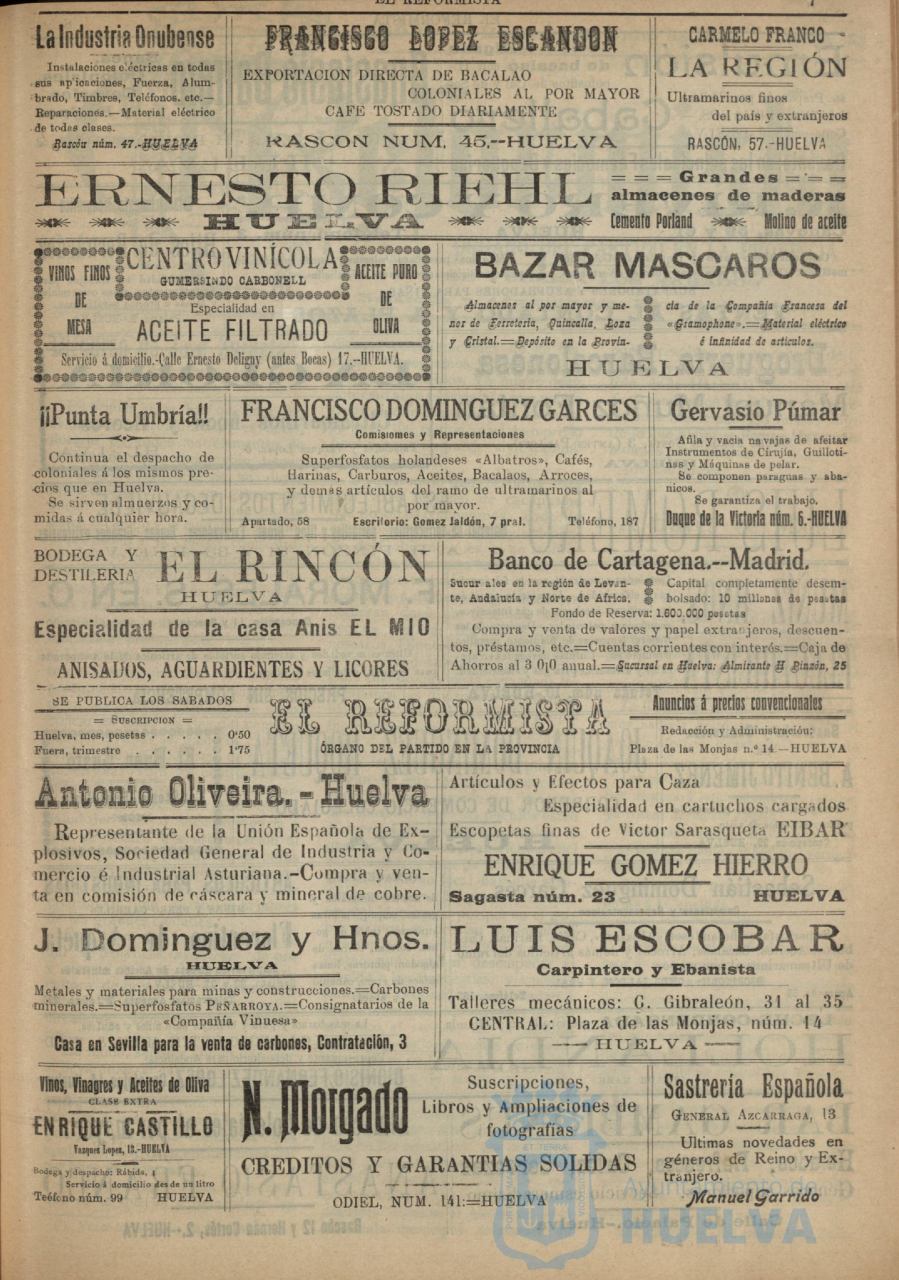 EL REFORMISTA 7
La Industria Onubense
Instalaciones eléctricas en todas
sus aplicaciones, Fuerza, Alum-
brado, Timbres, Teléfonos. etc.—
Reparaciones.—Material eléctrico
de todas clases.
Rascón núm. 47.-HUELVA
FRANCISCO LOPEZ ESCANDON
EXPORTACION DIRECTA DE BACALAO
COLONIALES AL POR MAYOR
CAFE TOSTADO DIARIAMENTE
RASCON NUM, 45,--HUELVA
CARMELO FRANCO
LA REGIÓN
Ultramarinos finos
del país y extranjeros
RASCÓN, 57.-HUELVA
ERNESTO RIEHL
HUELVA
Grandes
almacenes de maderas
Cemento Porland Molino de aceite
VINOS FINOS
DE
MESA
CENTRO VINÍCOLA
GUMERSINDO CARBONELL
Especialidad en
ACEITE FILTRADO
ACEITE PURO
DE
OLIVA
Servicio á domicilio.-Calle Ernesto Deligny (antes Bocas) 17.--HUELVA.
BAZAR MASCAROS
Almacenes al por mayor y me-
nor de Ferretería, Quincalla, Loza
y Cristal.=Depósito en la Provin-
cia de la Compañia Francesa del
«Gramophone».=Material eléctrico
é infinidad de articulos.
HUELVA
¡¡Punta Umbría!!
Continua el despacho de
coloniales á los mismos pre-
cios que en Huelva.
Se sirven almuerzos y co-
midas á cualquier hora.
FRANCISCO DOMINGUEZ GARCES
Comisiomes y Representaciones
Superfosfatos holandeses «Albatros», Cafés,
Harinas, Carburos, Aceites, Bacalaos, Arroces,
y demás artículos del ramo de ultramarinos al
por mayor.
Apartado, 58 Escritorio: Gomez Jaldón, 7 pral. Teléfono, 187
Gervasio Púmar
Afila y vacia navajas de afeitar
Instrumentos de Cirujía, Guilloti-
nas y Máquinas de pelar.
Se componen paraguas y aba-
nicos.
Se garantiza el trabajo.
Duque de la Victoria núm. 6.-HUELVA
BODEGA Y
DESTILERIA
EL RINCÓN
HUELVA
Especialidad de la casa Anis EL MIO
ANISADOS, AGUARDIENTES Y LICORES
Banco de Cartagena.--Madrid.
Sucursales en la región de Levan-
te, Andalucía y Norte de Africa.
Capital completamente desem-
bolsado: 10 millones de pesetas
Fondo de Reserva: 1.600.000 pesetas
Compra y venta de valores y papel extranjeros, descuen-
tos, préstamos, etc.=Cuentas corrientes con interés.=Caja de
Ahorros al 3 0|0 anual.=Sucursal en Huelva: Almirante H Pinzón, 25
SE PUBLICA LOS SABADOS
= SUSCRIPCION =
Huelva, mes, pesetas . . . . . 0'50
Fuera, trimestre . . . . . . 1'75
EL REFORMISTA
ÓRGANO DEL PARTIDO EN LA PROVINCIA
Anuncios á precios convencionales
Redacción y Administración:
Plaza de las Monjas n.º 14.—HUELVA
Antonio Oliveira. - Huelva
Representante de la Unión Española de Ex-
plosivos, Sociedad General de Industria y Co-
mercio é Industrial Asturiana.-Compra y ven-
ta en comisión de cáscara y mineral de cobre.
Artículos y Efectos para Caza
Especialidad en cartuchos cargados
Escopetas finas de Victor Sarasqueta EIBAR
ENRIQUE GOMEZ HIERRO
Sagasta núm. 23 HUELVA
J. Dominguez y Hnos.
HUELVA
Metales y materiales para minas y construcciones.=Carbones
minerales.=Superfosfatos PEÑARROYA.=Consignatarios de la
«Compañía Vinuesa»
Casa en Sevilla para la venta de carbones, Contratación, 3
LUIS ESCOBAR
Carpintero y Ebanista
Talleres mecánicos: G. Gibraleón, 31 al 35
CENTRAL: Plaza de las Monjas, núm. 14
HUELVA
Vinos, Vinagres y Aceites de Oliva
CLASE EXTRA
ENRIQUE CASTILLO
Vazques Lopez, 13.-HUELVA
Bodega y despacho: Rábida, 4
Servicio á domicilio desde un litro
Teéfono núm. 99 HUELVA
N. Morgado
Suscripciones,
Libros y Ampliaciones de
fotografias
CREDITOS Y GARANTIAS SOLIDAS
ODIEL, NUM. 141:=HUELVA
Sastrería Española
GENERAL AZCARRAGA, 13
Ultimas novedades en
géneros de Reino y Ex-
tranjero.
Manuel Garrido
Ayuntamiento de
HUELVA